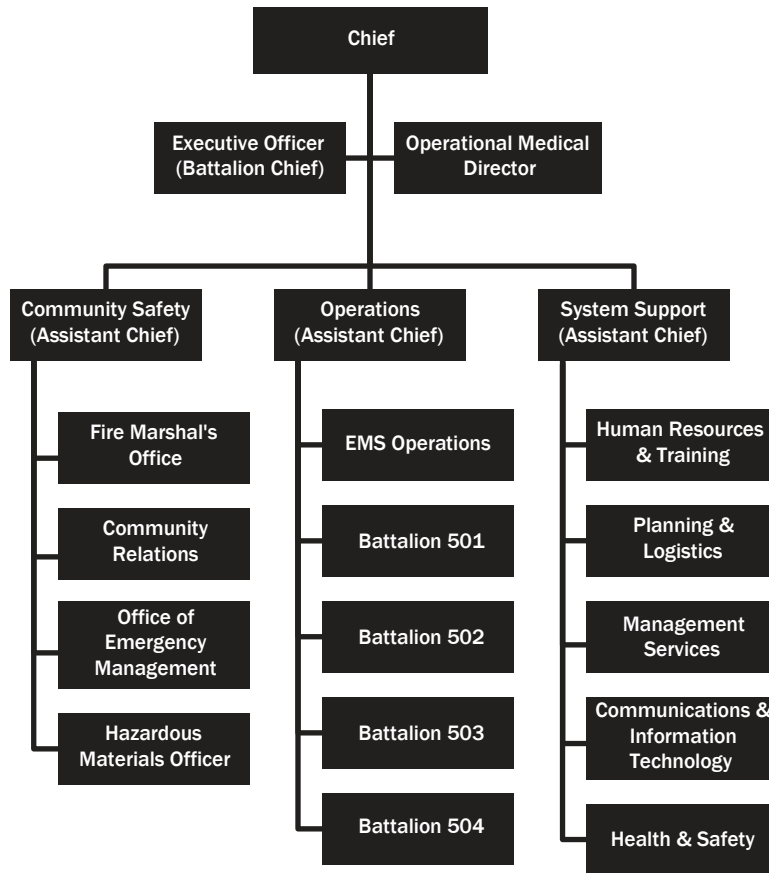 Chief
Executive Officer
(Battalion Chief)
Operational Medical
Director
Community Safety
(Assistant Chief)
Operations
(Assistant Chief)
System Support
(Assistant Chief)
Fire Marshal's
Office
Community
Relations
Office of
Emergency
Management
Hazardous
Materials Officer
EMS Operations
Battalion 501
Battalion 502
Battalion 503
Battalion 504
Human Resources
& Training
Planning &
Logistics
Management
Services
Communications &
Information
Technology
Health & Safety